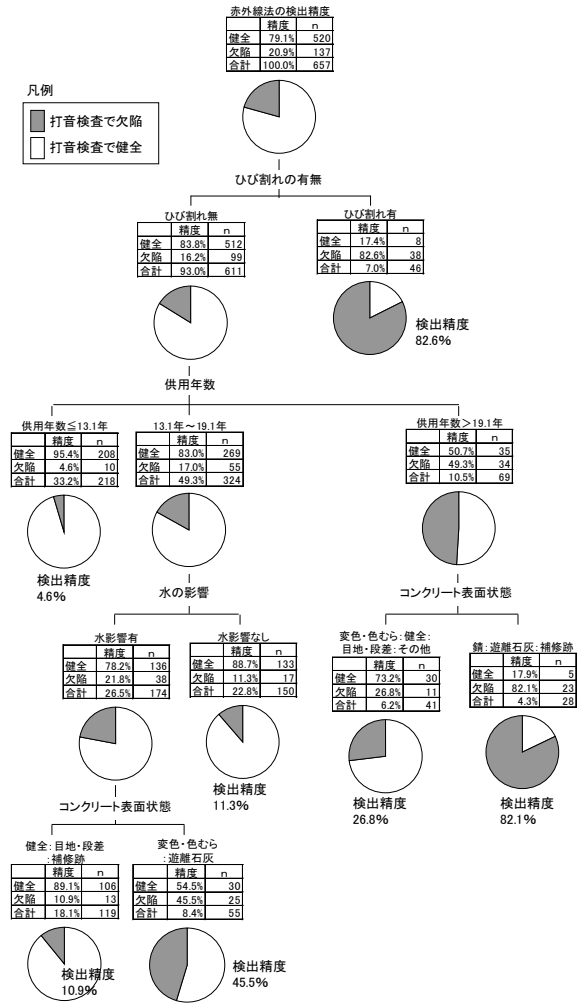 赤外線法の検出精度
精度 n
健全 79.1% 520
欠陥 20.9% 137
合計 100.0% 657
凡例
打音検査で欠陥
打音検査で健全
ひび割れの有無
ひび割れ無
精度 n
健全 83.8% 512
欠陥 16.2% 99
合計 93.0% 611
ひび割れ有
精度 n
健全 17.4% 8
欠陥 82.6% 38
合計 7.0% 46
検出精度
82.6%
供用年数
供用年数≦13.1年
精度 n
健全 95.4% 208
欠陥 4.6% 10
合計 33.2% 218
検出精度
4.6%
13.1年～19.1年
精度 n
健全 83.0% 269
欠陥 17.0% 55
合計 49.3% 324
供用年数＞19.1年
精度 n
健全 50.7% 35
欠陥 49.3% 34
合計 10.5% 69
水の影響
コンクリート表面状態
水影響有
精度 n
健全 78.2% 136
欠陥 21.8% 38
合計 26.5% 174
水影響なし
精度 n
健全 88.7% 133
欠陥 11.3% 17
合計 22.8% 150
検出精度
11.3%
変色・色むら：健全：
目地・段差：その他
精度 n
健全 73.2% 30
欠陥 26.8% 11
合計 6.2% 41
検出精度
26.8%
錆：遊離石灰：補修跡
精度 n
健全 17.9% 5
欠陥 82.1% 23
合計 4.3% 28
検出精度
82.1%
コンクリート表面状態
健全：目地・段差
：補修跡
精度 n
健全 89.1% 106
欠陥 10.9% 13
合計 18.1% 119
検出精度
10.9%
変色・色むら
：遊離石灰
精度 n
健全 54.5% 30
欠陥 45.5% 25
合計 8.4% 55
検出精度
45.5%